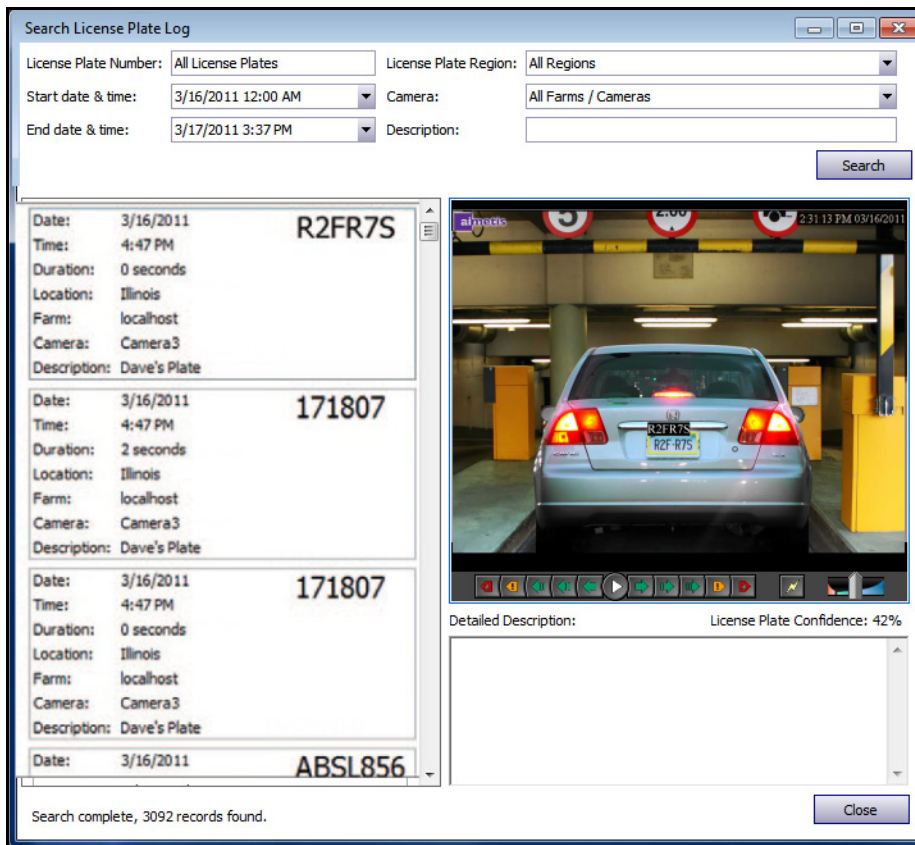 Search License Plate Log
License Plate Number: All License Plates License Plate Region: All Regions
Start date & time: 3/16/2011 12:00 AM Camera: All Farms / Cameras
End date & time: 3/17/2011 3:37 PM Description:
Search
Date: 3/16/2011 R2FR7S
Time: 4:47 PM
Duration: 0 seconds
Location: Illinois
Farm: localhost
Camera: Camera3
Description: Dave's Plate
Date: 3/16/2011 171807
Time: 4:47 PM
Duration: 2 seconds
Location: Illinois
Farm: localhost
Camera: Camera3
Description: Dave's Plate
Date: 3/16/2011 171807
Time: 4:47 PM
Duration: 0 seconds
Location: Illinois
Farm: localhost
Camera: Camera3
Description: Dave's Plate
Date: 3/16/2011 ABSL856
aimetis 5 2.00 2:31:13 PM 03/16/2011
R2FR7S
R2F·R7S
Detailed Description: License Plate Confidence: 42%
Search complete, 3092 records found.
Close